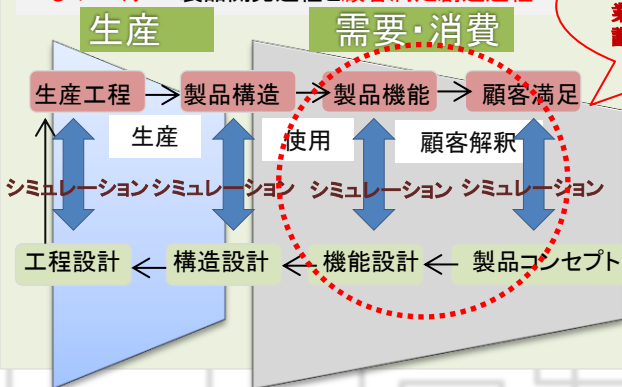 生産
需要・消費
生産工程
製品構造
製品機能
顧客満足
生産
使用
顧客解釈
シミュレーション
シミュレーション
シミュレーション
シミュレーション
工程設計
構造設計
機能設計
製品コンセプト